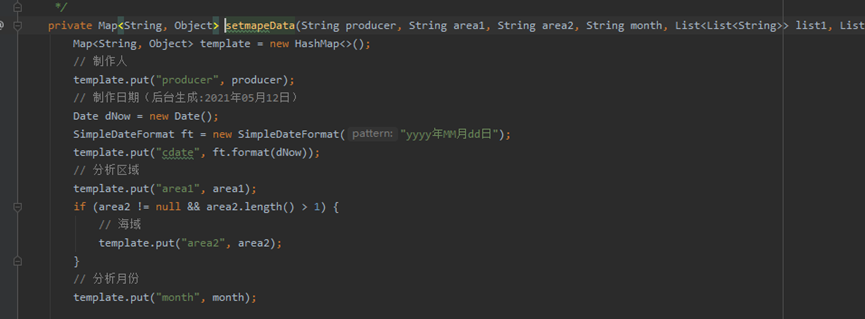 */
private Map<String, Object> setmapeData(String producer, String area1, String area2, String month, List<List<String>> list1, List
Map<String, Object> template = new HashMap<>();
// 制作人
template.put("producer", producer);
// 制作日期（后台生成:2021年05月12日）
Date dNow = new Date();
SimpleDateFormat ft = new SimpleDateFormat( pattern: "yyyy年MM月dd日");
template.put("cdate", ft.format(dNow));
// 分析区域
template.put("area1", area1);
if (area2 != null && area2.length() > 1) {
// 海域
template.put("area2", area2);
}
// 分析月份
template.put("month", month);